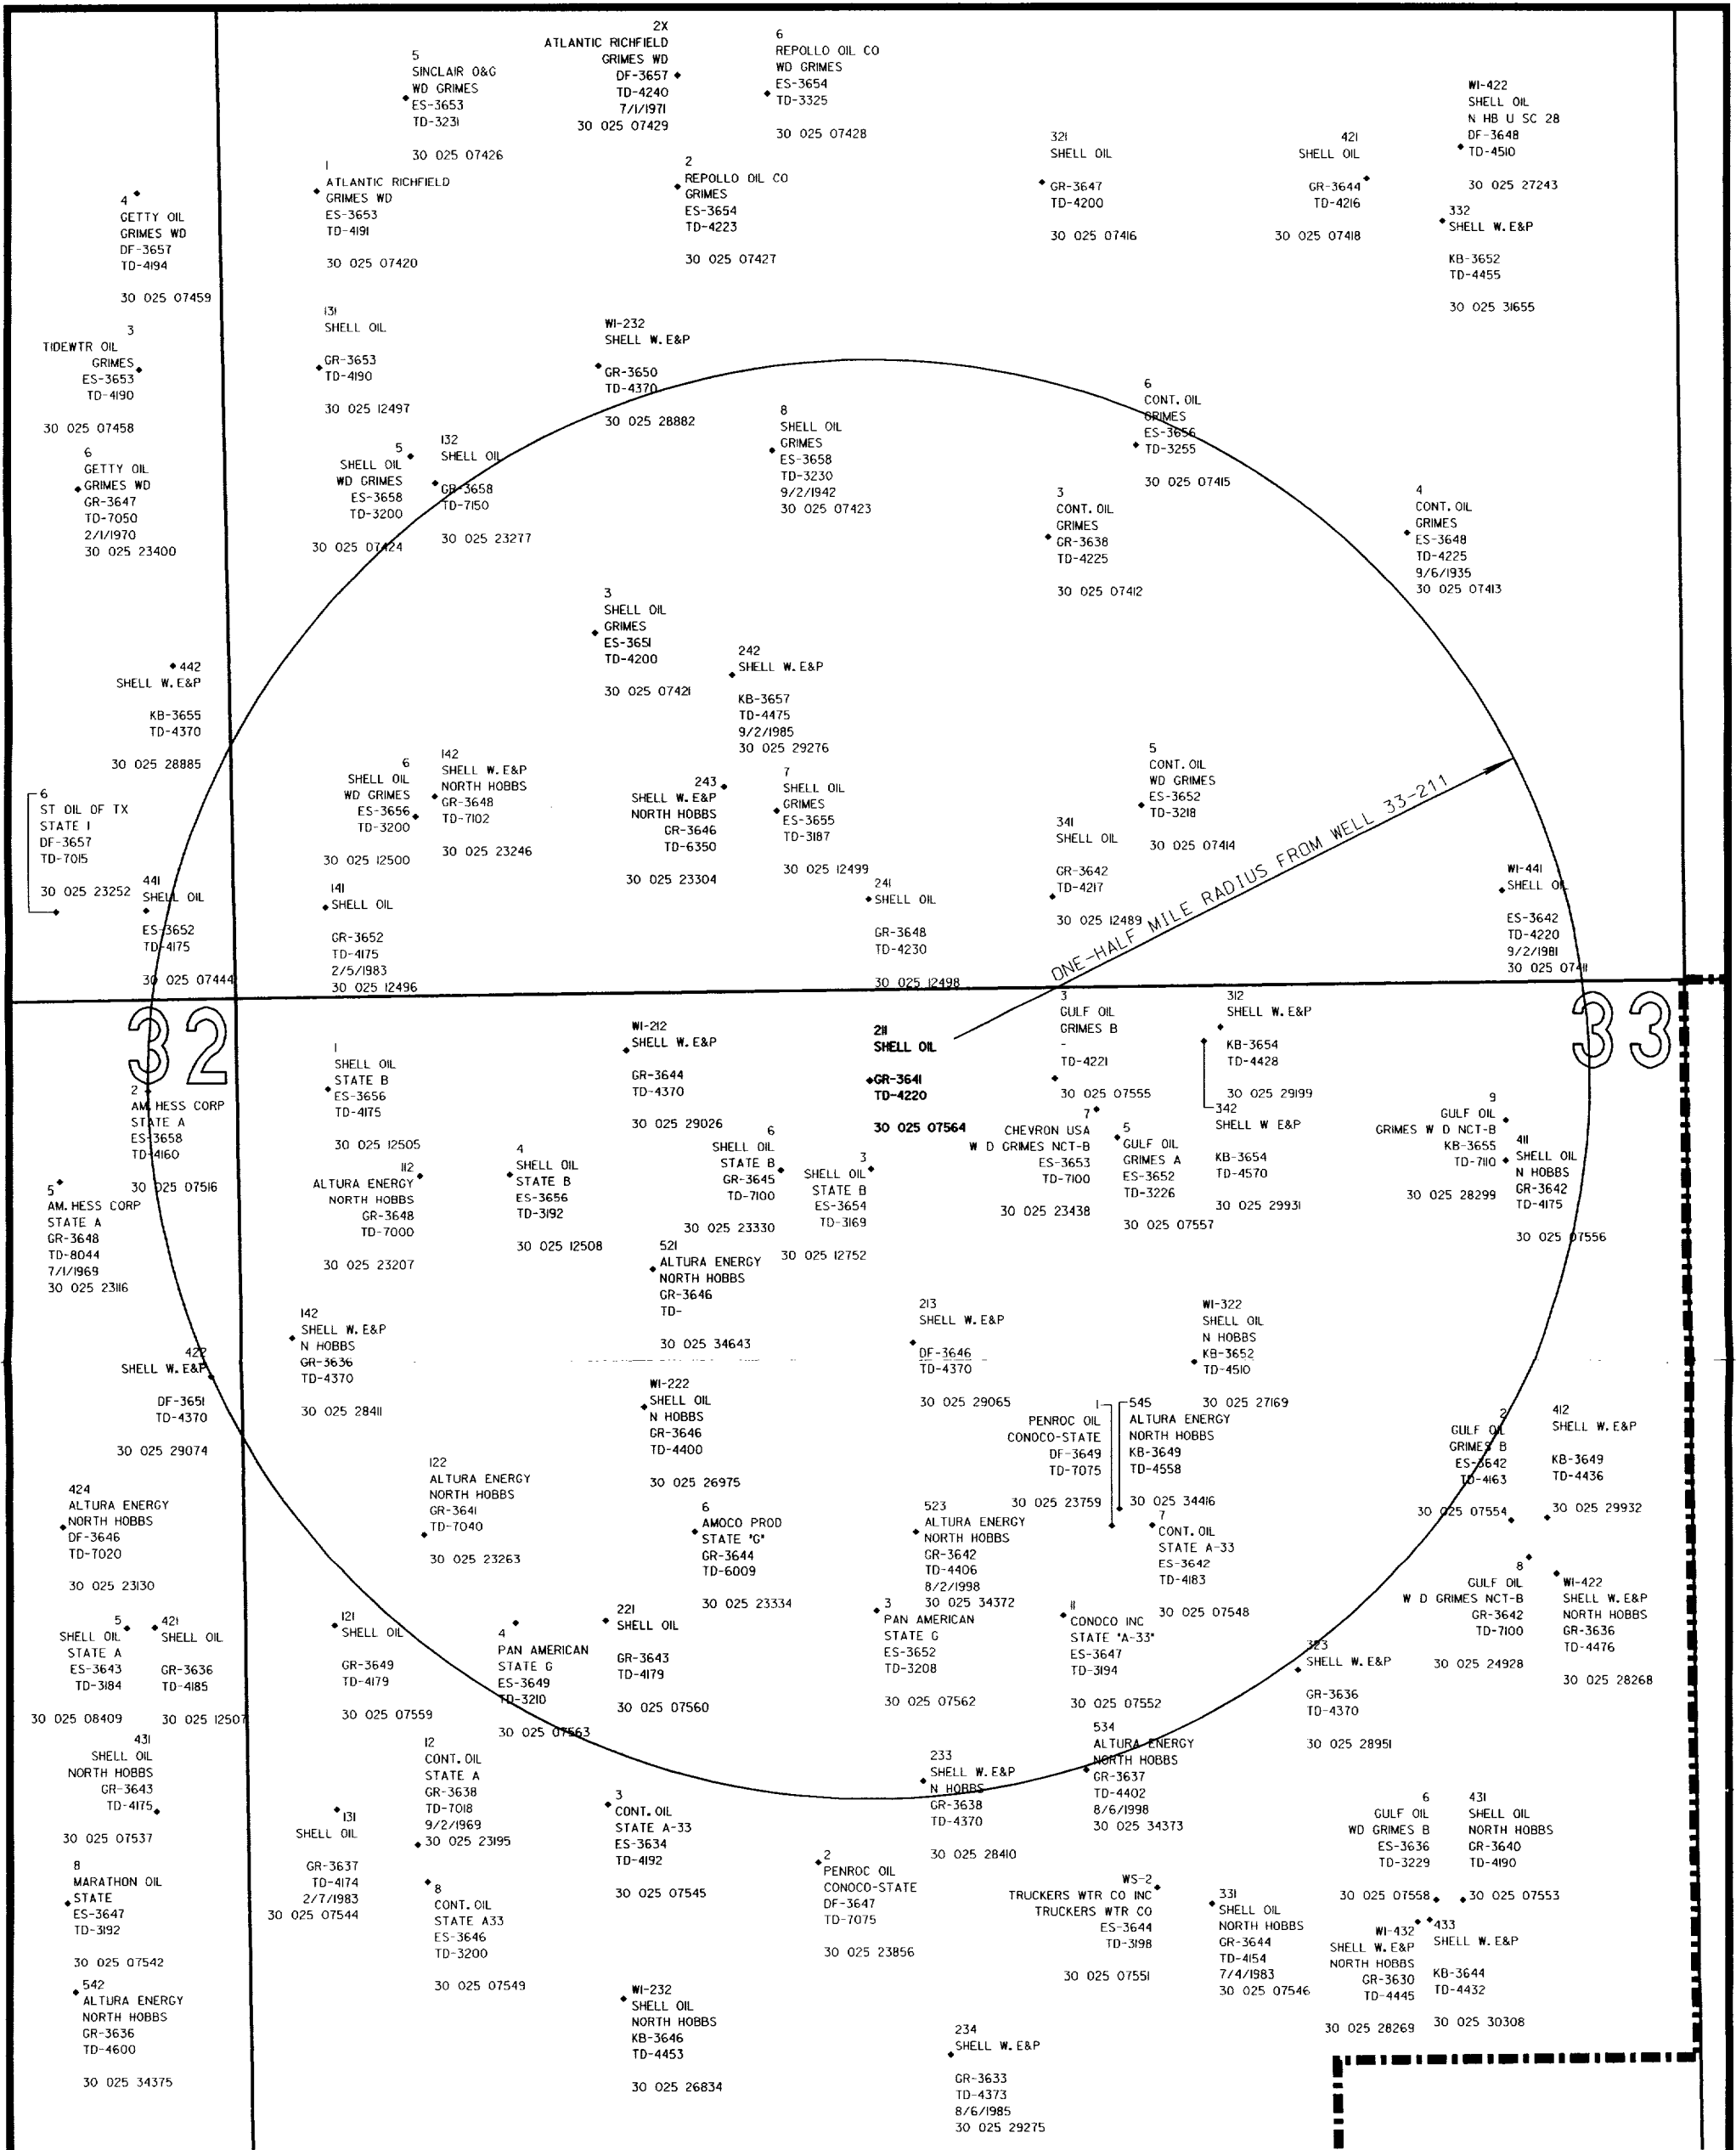 2X
ATLANTIC RICHFIELD
GRIMES WD
DF-3657
TD-4240
7/1/1971
30 025 07429
6
REPOLLO OIL CO
WD GRIMES
ES-3654
TD-3325
30 025 07428
5
SINCLAIR O&G
WD GRIMES
ES-3653
TD-3231
30 025 07426
WI-422
SHELL OIL
N HB U SC 28
DF-3648
TD-4510
30 025 27243
321
SHELL OIL
GR-3647
TD-4200
30 025 07416
421
SHELL OIL
GR-3644
TD-4216
30 025 07418
1
ATLANTIC RICHFIELD
GRIMES WD
ES-3653
TD-4191
30 025 07420
2
REPOLLO OIL CO
GRIMES
ES-3654
TD-4223
30 025 07427
4
GETTY OIL
GRIMES WD
DF-3657
TD-4194
30 025 07459
332
SHELL W. E&P
KB-3652
TD-4455
30 025 31655
3
TIDEWTR OIL
GRIMES
ES-3653
TD-4190
30 025 07458
131
SHELL OIL
GR-3653
TD-4190
30 025 12497
WI-232
SHELL W. E&P
GR-3650
TD-4370
30 025 28882
6
CONT. OIL
GRIMES
ES-3656
TD-3255
30 025 07415
8
SHELL OIL
GRIMES
ES-3658
TD-3230
9/2/1942
30 025 07423
6
GETTY OIL
GRIMES WD
GR-3647
TD-7050
2/1/1970
30 025 23400
5
SHELL OIL
WD GRIMES
ES-3658
TD-3200
30 025 07424
132
SHELL OIL
GR-3658
TD-7150
30 025 23277
3
CONT. OIL
GRIMES
GR-3638
TD-4225
30 025 07412
4
CONT. OIL
GRIMES
ES-3648
TD-4225
9/6/1935
30 025 07413
3
SHELL OIL
GRIMES
ES-3651
TD-4200
30 025 07421
242
SHELL W. E&P
KB-3657
TD-4475
9/2/1985
30 025 29276
442
SHELL W. E&P
KB-3655
TD-4370
30 025 28885
6
SHELL OIL
WD GRIMES
ES-3656
TD-3200
30 025 12500
142
SHELL W. E&P
NORTH HOBBS
GR-3648
TD-7102
30 025 23246
243
SHELL W. E&P
NORTH HOBBS
GR-3646
TD-6350
30 025 23304
7
SHELL OIL
GRIMES
ES-3655
TD-3187
30 025 12499
5
CONT. OIL
WD GRIMES
ES-3652
TD-3218
30 025 07414
6
ST OIL OF TX
STATE 1
DF-3657
TD-7015
30 025 23252
341
SHELL OIL
GR-3642
TD-4217
30 025 12489
ONE-HALF MILE RADIUS FROM WELL 33-211
441
SHELL OIL
ES-3652
TD-4175
30 025 07444
141
SHELL OIL
GR-3652
TD-4175
2/5/1983
30 025 12496
241
SHELL OIL
GR-3648
TD-4230
30 025 12498
WI-441
SHELL OIL
ES-3642
TD-4220
9/2/1981
30 025 07411
32
33
1
SHELL OIL
STATE B
ES-3656
TD-4175
30 025 12505
WI-212
SHELL W. E&P
GR-3644
TD-4370
30 025 29026
211
SHELL OIL
GR-3641
TD-4220
30 025 07564
3
GULF OIL
GRIMES B
-
TD-4221
30 025 07555
312
SHELL W. E&P
KB-3654
TD-4428
30 025 29199
2
AM. HESS CORP
STATE A
ES-3658
TD-4160
30 025 07516
342
SHELL W E&P
KB-3654
TD-4570
30 025 29931
7
CHEVRON USA
W D GRIMES NCT-B
ES-3653
TD-7100
30 025 23438
5
GULF OIL
GRIMES A
ES-3652
TD-3226
30 025 07557
9
GULF OIL
GRIMES W D NCT-B
KB-3655
TD-7110
30 025 28299
411
SHELL OIL
N HOBBS
GR-3642
TD-4175
30 025 07556
5
AM. HESS CORP
STATE A
GR-3648
TD-8044
7/1/1969
30 025 23116
112
ALTURA ENERGY
NORTH HOBBS
GR-3648
TD-7000
30 025 23207
4
SHELL OIL
STATE B
ES-3656
TD-3192
30 025 12508
6
SHELL OIL
STATE B
GR-3645
TD-7100
30 025 23330
3
SHELL OIL
STATE B
ES-3654
TD-3169
30 025 12752
521
ALTURA ENERGY
NORTH HOBBS
GR-3646
TD-
30 025 34643
142
SHELL W. E&P
N HOBBS
GR-3636
TD-4370
30 025 28411
213
SHELL W. E&P
DF-3646
TD-4370
30 025 29065
WI-322
SHELL OIL
N HOBBS
KB-3652
TD-4510
30 025 27169
422
SHELL W. E&P
DF-3651
TD-4370
30 025 29074
WI-222
SHELL OIL
N HOBBS
GR-3646
TD-4400
30 025 26975
1
PENROC OIL
CONOCO-STATE
DF-3649
TD-7075
30 025 23759
545
ALTURA ENERGY
NORTH HOBBS
KB-3649
TD-4558
30 025 34416
2
GULF OIL
GRIMES B
ES-3642
TD-4163
30 025 07554
412
SHELL W. E&P
KB-3649
TD-4436
30 025 29932
122
ALTURA ENERGY
NORTH HOBBS
GR-3641
TD-7040
30 025 23263
424
ALTURA ENERGY
NORTH HOBBS
DF-3646
TD-7020
30 025 23130
6
AMOCO PROD
STATE "G"
GR-3644
TD-6009
30 025 23334
523
ALTURA ENERGY
NORTH HOBBS
GR-3642
TD-4406
8/2/1998
30 025 34372
7
CONT. OIL
STATE A-33
ES-3642
TD-4183
30 025 07548
8
GULF OIL
W D GRIMES NCT-B
GR-3642
TD-7100
30 025 24928
WI-422
SHELL W. E&P
NORTH HOBBS
GR-3636
TD-4476
30 025 28268
5
SHELL OIL
STATE A
ES-3643
TD-3184
30 025 08409
421
SHELL OIL
GR-3636
TD-4185
30 025 12507
121
SHELL OIL
GR-3649
TD-4179
30 025 07559
4
PAN AMERICAN
STATE G
ES-3649
TD-3210
30 025 07563
221
SHELL OIL
GR-3643
TD-4179
30 025 07560
3
PAN AMERICAN
STATE G
ES-3652
TD-3208
30 025 07562
11
CONOCO INC
STATE "A-33"
ES-3647
TD-3194
30 025 07552
323
SHELL W. E&P
GR-3636
TD-4370
30 025 28951
431
SHELL OIL
NORTH HOBBS
GR-3643
TD-4175
30 025 07537
12
CONT. OIL
STATE A
GR-3638
TD-7018
9/2/1969
30 025 23195
534
ALTURA ENERGY
NORTH HOBBS
GR-3637
TD-4402
8/6/1998
30 025 34373
233
SHELL W. E&P
N HOBBS
GR-3638
TD-4370
30 025 28410
131
SHELL OIL
GR-3637
TD-4174
2/7/1983
30 025 07544
3
CONT. OIL
STATE A-33
ES-3634
TD-4192
30 025 07545
6
GULF OIL
WD GRIMES B
ES-3636
TD-3229
30 025 07558
431
SHELL OIL
NORTH HOBBS
GR-3640
TD-4190
30 025 07553
8
MARATHON OIL
STATE
ES-3647
TD-3192
30 025 07542
8
CONT. OIL
STATE A33
ES-3646
TD-3200
30 025 07549
2
PENROC OIL
CONOCO-STATE
DF-3647
TD-7075
30 025 23856
WS-2
TRUCKERS WTR CO INC
TRUCKERS WTR CO
ES-3644
TD-3198
30 025 07551
331
SHELL OIL
NORTH HOBBS
GR-3644
TD-4154
7/4/1983
30 025 07546
WI-432
SHELL W. E&P
NORTH HOBBS
GR-3630
TD-4445
30 025 28269
433
SHELL W. E&P
KB-3644
TD-4432
30 025 30308
542
ALTURA ENERGY
NORTH HOBBS
GR-3636
TD-4600
30 025 34375
WI-232
SHELL OIL
NORTH HOBBS
KB-3646
TD-4453
30 025 26834
234
SHELL W. E&P
GR-3633
TD-4373
8/6/1985
30 025 29275